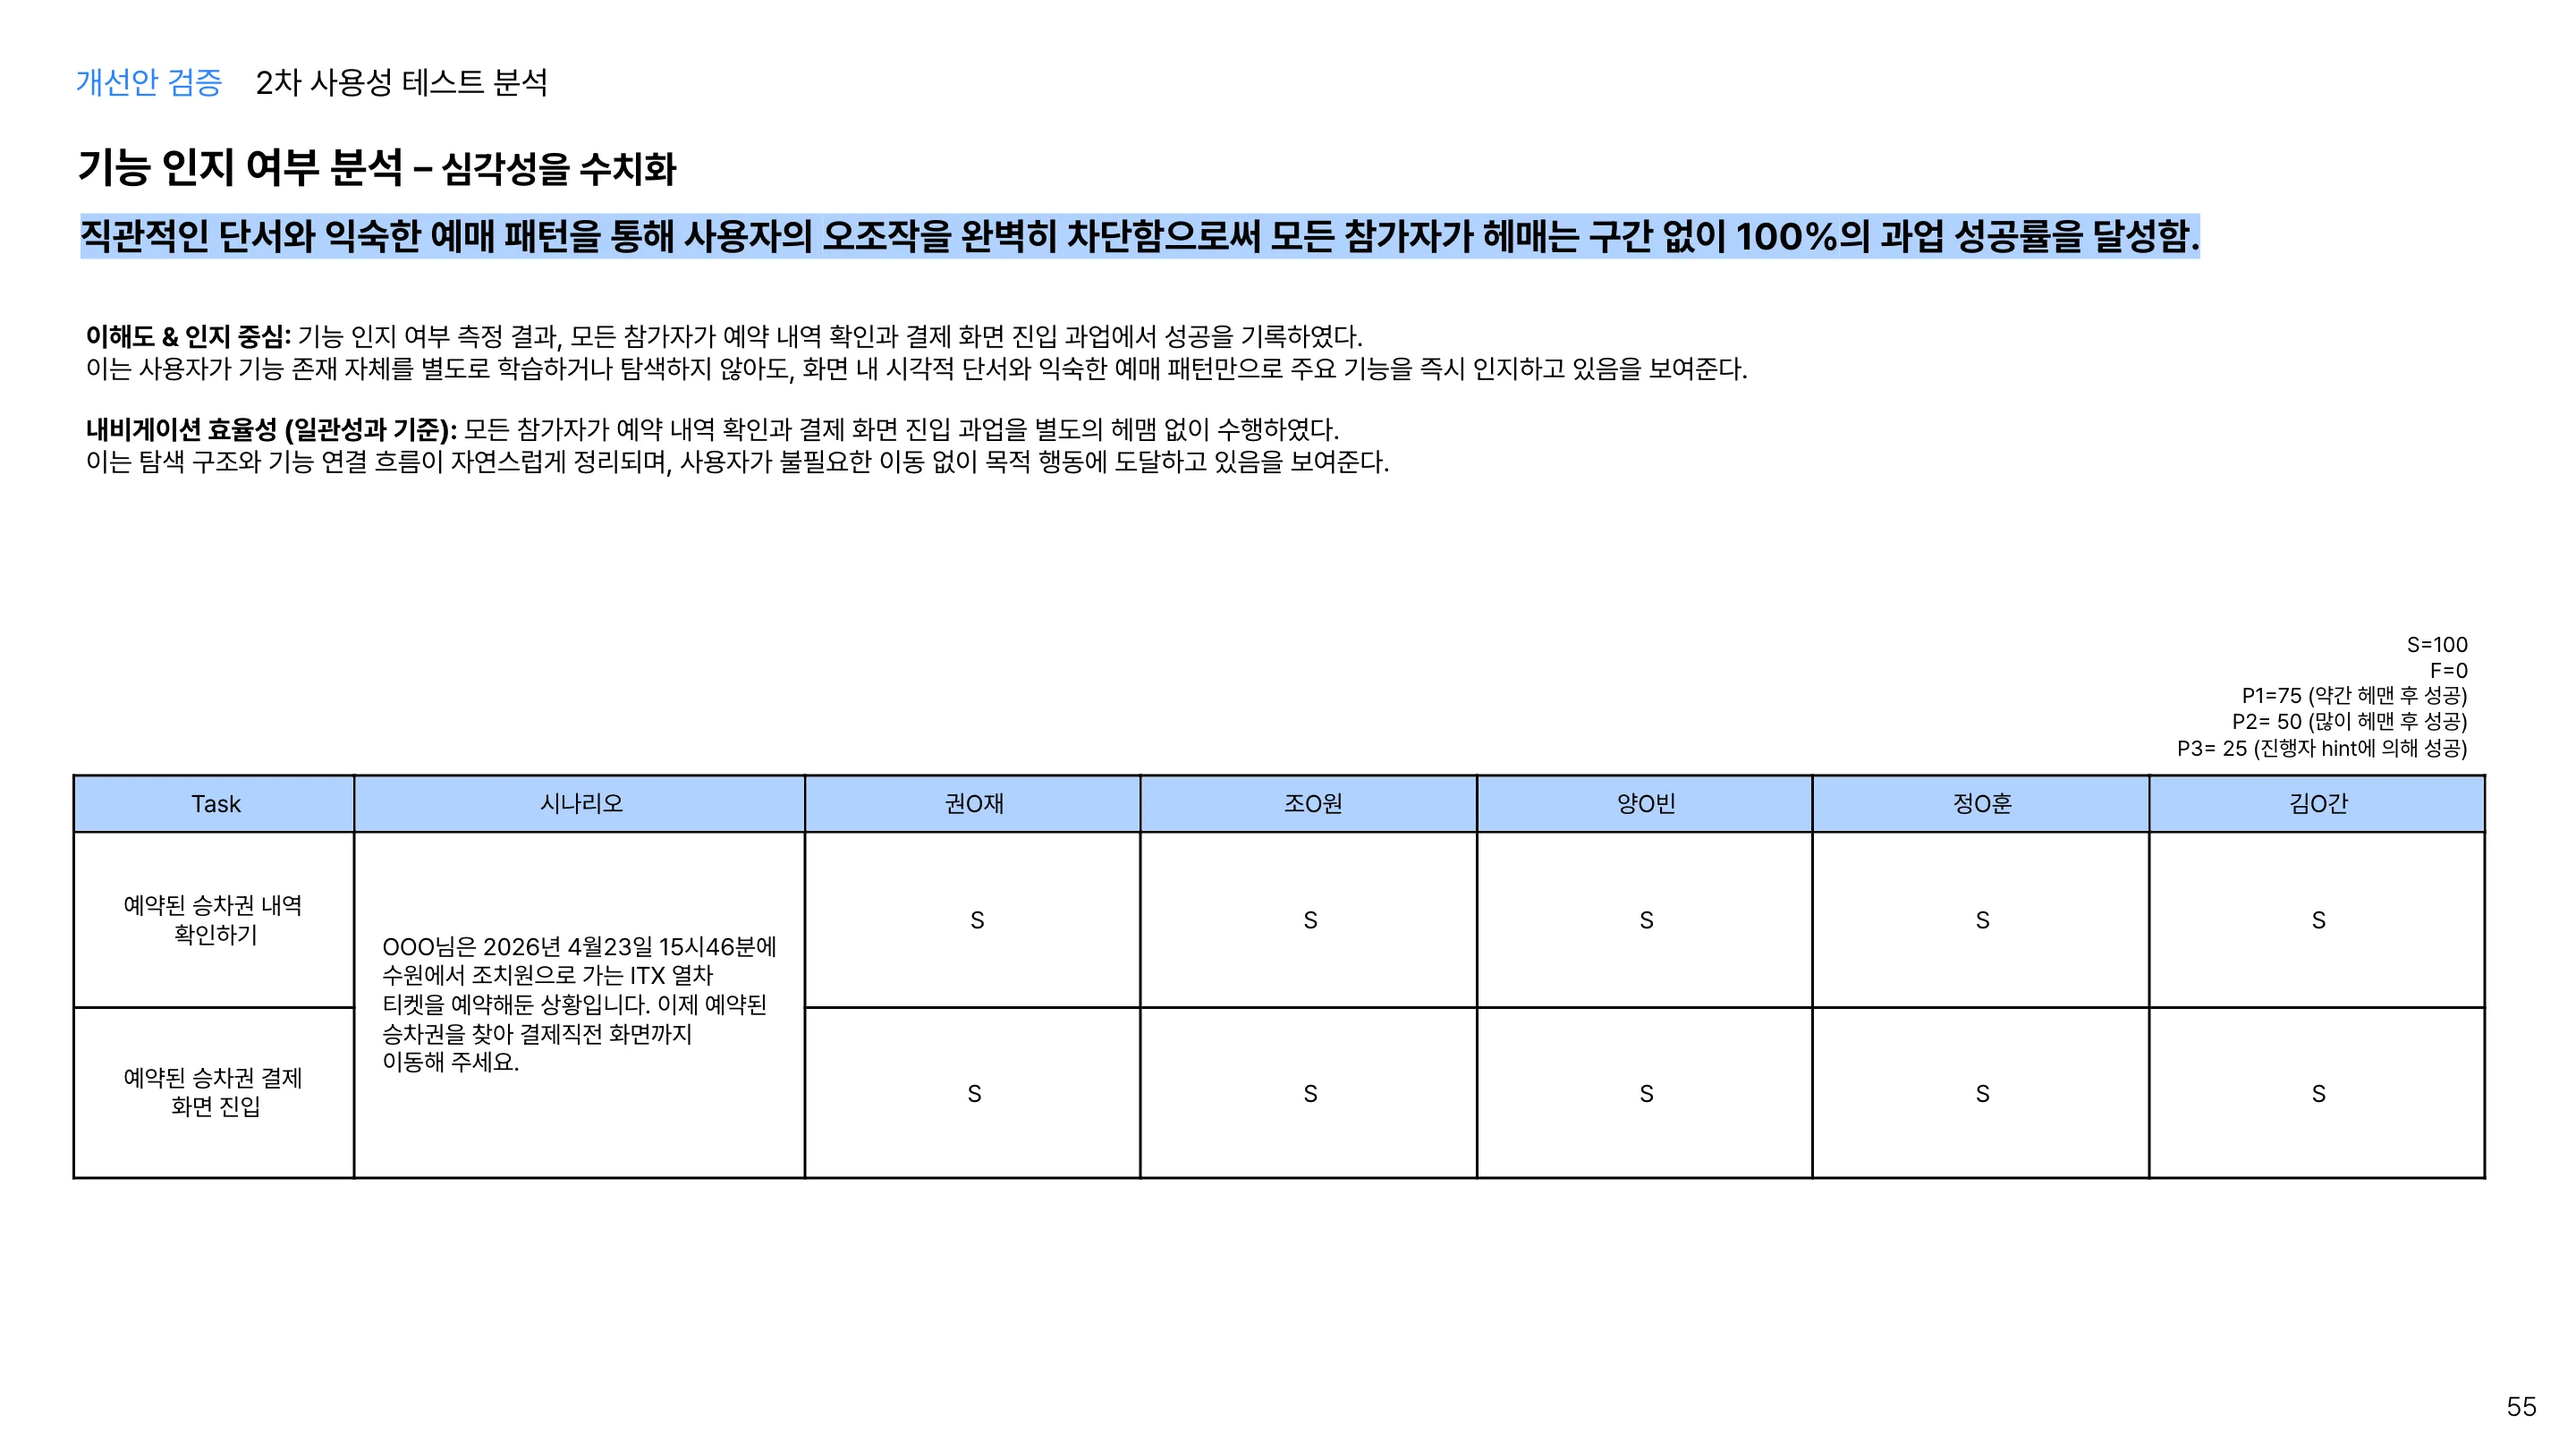 개선안 검증 2차 사용성 테스트 분석
기능 인지 여부 분석 – 심각성을 수치화
직관적인 단서와 익숙한 예매 패턴을 통해 사용자의 오조작을 완벽히 차단함으로써 모든 참가자가 헤매는 구간 없이 100%의 과업 성공률을 달성함.
이해도 & 인지 중심: 기능 인지 여부 측정 결과, 모든 참가자가 예약 내역 확인과 결제 화면 진입 과업에서 성공을 기록하였다.
이는 사용자가 기능 존재 자체를 별도로 학습하거나 탐색하지 않아도, 화면 내 시각적 단서와 익숙한 예매 패턴만으로 주요 기능을 즉시 인지하고 있음을 보여준다.
내비게이션 효율성 (일관성과 기준): 모든 참가자가 예약 내역 확인과 결제 화면 진입 과업을 별도의 헤맴 없이 수행하였다.
이는 탐색 구조와 기능 연결 흐름이 자연스럽게 정리되며, 사용자가 불필요한 이동 없이 목적 행동에 도달하고 있음을 보여준다.
S=100
F=0
P1=75 (약간 헤맨 후 성공)
P2= 50 (많이 헤맨 후 성공)
P3= 25 (진행자 hint에 의해 성공)
Task 시나리오 권O재 조O원 양O빈 정O훈 김O간
예약된 승차권 내역
확인하기
OOO님은 2026년 4월23일 15시46분에
수원에서 조치원으로 가는 ITX 열차
티켓을 예약해둔 상황입니다. 이제 예약된
승차권을 찾아 결제직전 화면까지
이동해 주세요.
S S S S S
예약된 승차권 결제
화면 진입
S S S S S
55